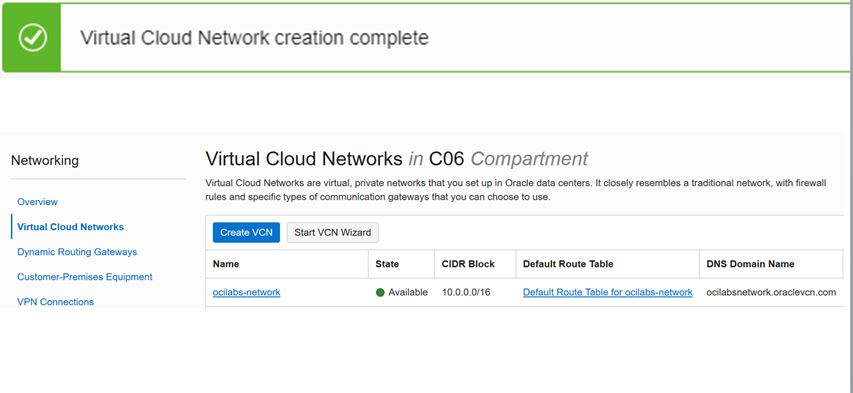 Virtual Cloud Network creation complete
Networking
Overview
Virtual Cloud Networks
Dynamic Routing Gateways
Customer-Premises Equipment
VPN Connections
Virtual Cloud Networks in C06 Compartment
Virtual Cloud Networks are virtual, private networks that you set up in Oracle data centers. It closely resembles a traditional network, with firewall
rules and specific types of communication gateways that you can choose to use.
Create VCN Start VCN Wizard
Name State CIDR Block Default Route Table DNS Domain Name
ocilabs-network Available 10.0.0.0/16 Default Route Table for ocilabs-network ocilabsnetwork.oraclevcn.com